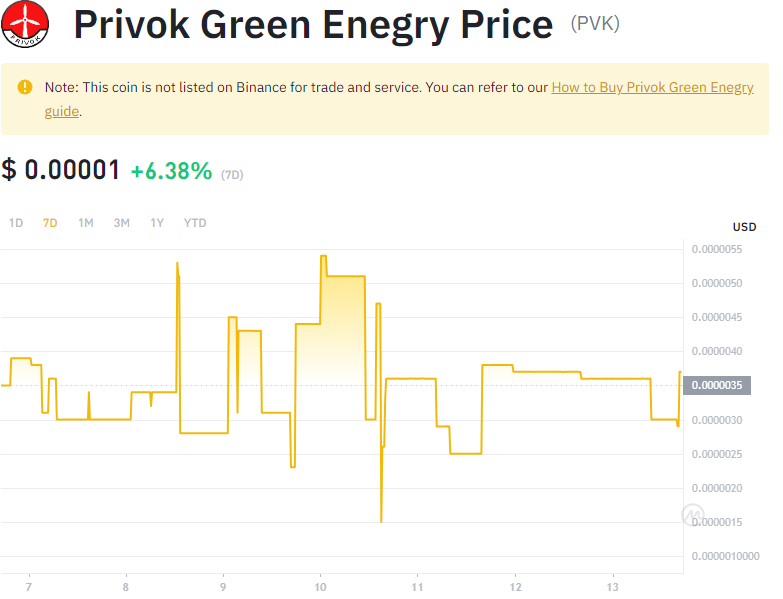 Privok Green Enegry Price (PVK)
PRIVOK
Note: This coin is not listed on Binance for trade and service. You can refer to our How to Buy Privok Green Enegry
guide.
$ 0.00001 +6.38% (7D)
1D 7D 1M 3M 1Y YTD
USD
0.0000055
0.0000050
0.0000045
0.0000040
0.0000035
0.0000030
0.0000025
0.0000020
0.0000015
0.0000010000
7 8 9 10 11 12 13